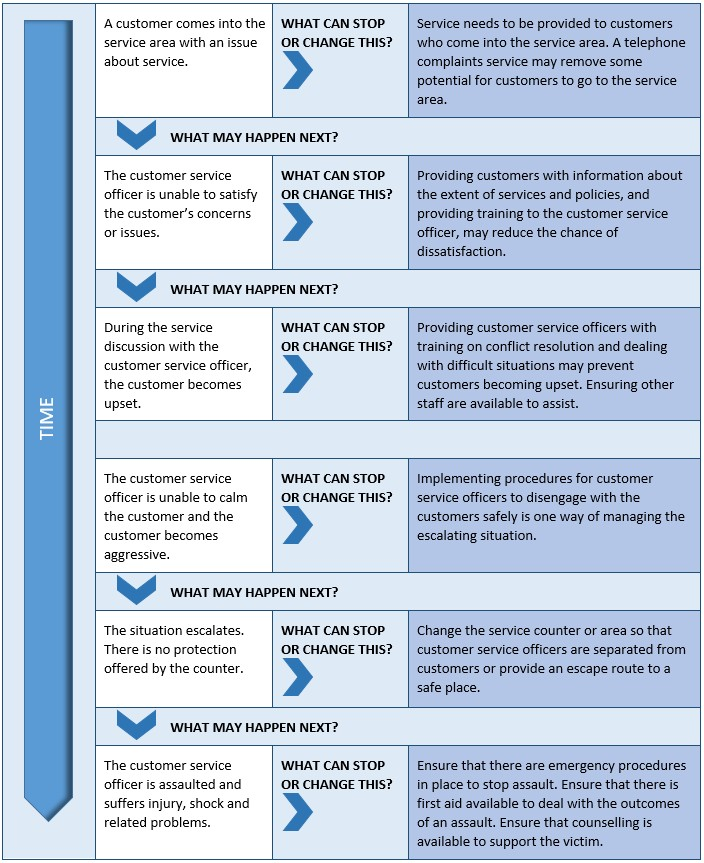 TIME
A customer comes into the
service area with an issue
about service.
WHAT CAN STOP
OR CHANGE THIS?
Service needs to be provided to customers
who come into the service area. A telephone
complaints service may remove some
potential for customers to go to the service
area.
WHAT MAY HAPPEN NEXT?
The customer service
officer is unable to satisfy
the customer's concerns
or issues.
WHAT CAN STOP
OR CHANGE THIS?
Providing customers with information about
the extent of services and policies, and
providing training to the customer service
officer, may reduce the chance of
dissatisfaction.
WHAT MAY HAPPEN NEXT?
During the service
discussion with the
customer service officer,
the customer becomes
upset.
WHAT CAN STOP
OR CHANGE THIS?
Providing customer service officers with
training on conflict resolution and dealing
with difficult situations may prevent
customers becoming upset. Ensuring other
staff are available to assist.
The customer service
officer is unable to calm
the customer and the
customer becomes
aggressive.
WHAT CAN STOP
OR CHANGE THIS?
Implementing procedures for customer
service officers to disengage with the
customers safely is one way of managing the
escalating situation.
WHAT MAY HAPPEN NEXT?
The situation escalates.
There is no protection
offered by the counter.
WHAT CAN STOP
OR CHANGE THIS?
Change the service counter or area so that
customer service officers are separated from
customers or provide an escape route to a
safe place.
WHAT MAY HAPPEN NEXT?
The customer service
officer is assaulted and
suffers injury, shock and
related problems.
WHAT CAN STOP
OR CHANGE THIS?
Ensure that there are emergency procedures
in place to stop assault. Ensure that there is
first aid available to deal with the outcomes
of an assault. Ensure that counselling is
available to support the victim.